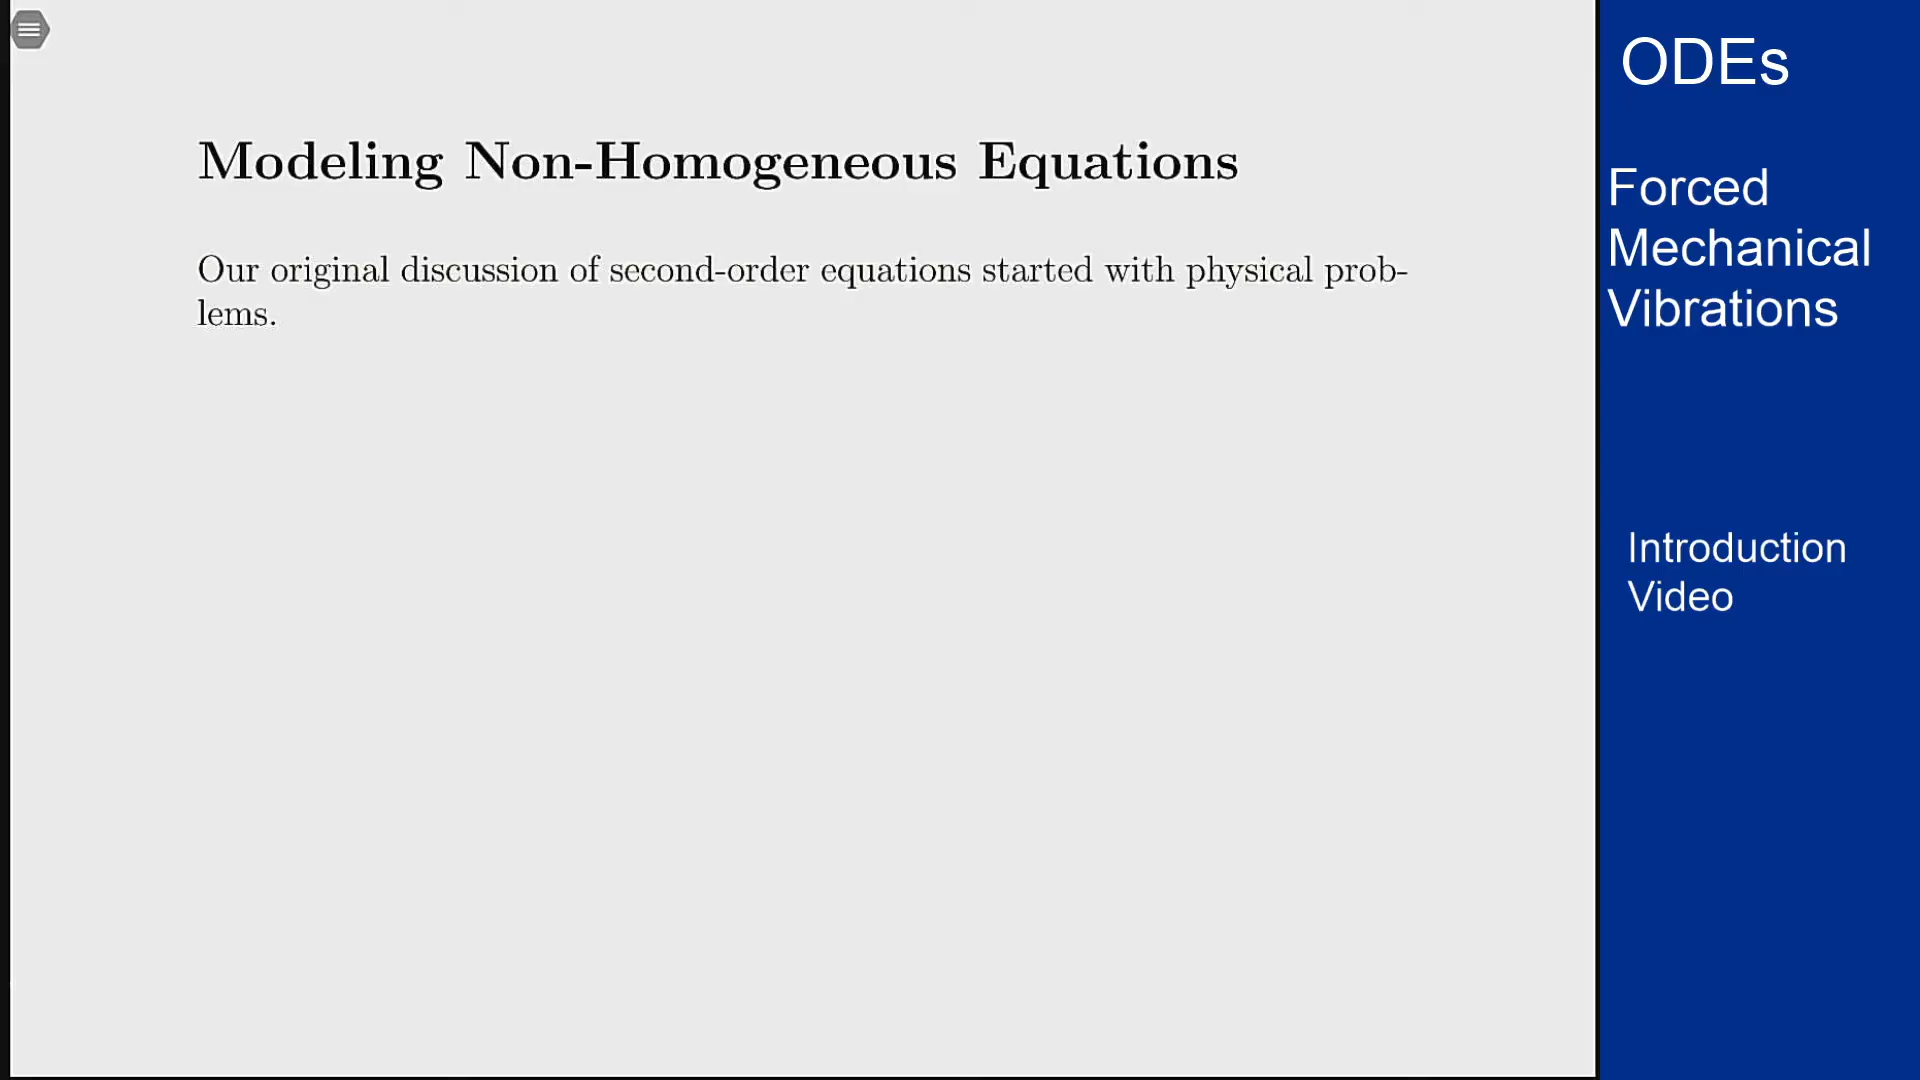 Modeling Non-Homogeneous Equations
Our original discussion of second-order equations started with physical prob-
lems.
ODEs
Forced
Mechanical
Vibrations
Introduction
Video